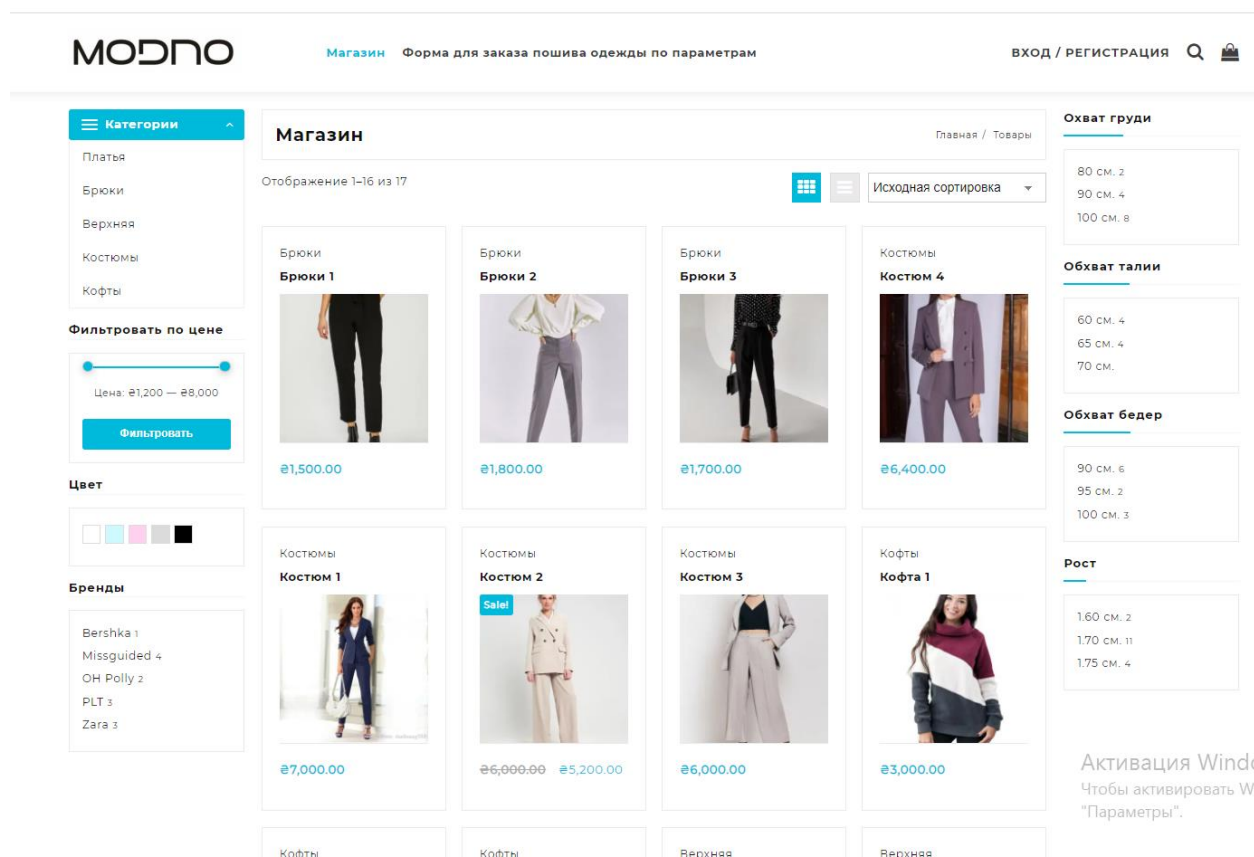 MODNO
Магазин Форма для заказа пошива одежды по параметрам
ВХОД / РЕГИСТРАЦИЯ
Категории
Платья
Брюки
Верхняя
Костюмы
Кофты
Фильтровать по цене
Цена: ₴1,200 — ₴8,000
Фильтровать
Цвет
Бренды
Bershka 1
Missguided 4
OH Polly 2
PLT 3
Zara 3
Магазин
Главная / Товары
Отображение 1–16 из 17
Исходная сортировка
Брюки
Брюки 1
₴1,500.00
Брюки
Брюки 2
₴1,800.00
Брюки
Брюки 3
₴1,700.00
Костюмы
Костюм 4
₴6,400.00
Костюмы
Костюм 1
₴7,000.00
Костюмы
Костюм 2
Sale!
₴6,000.00 ₴5,200.00
Костюмы
Костюм 3
₴6,000.00
Кофты
Кофта 1
₴3,000.00
Кофты
Кофты
Верхняя
Верхняя
Охват груди
80 см. 2
90 см. 4
100 см. 8
Обхват талии
60 см. 4
65 см. 4
70 см.
Обхват бедер
90 см. 6
95 см. 2
100 см. 3
Рост
1.60 см. 2
1.70 см. 11
1.75 см. 4
Активация Windo
Чтобы активировать W
"Параметры".